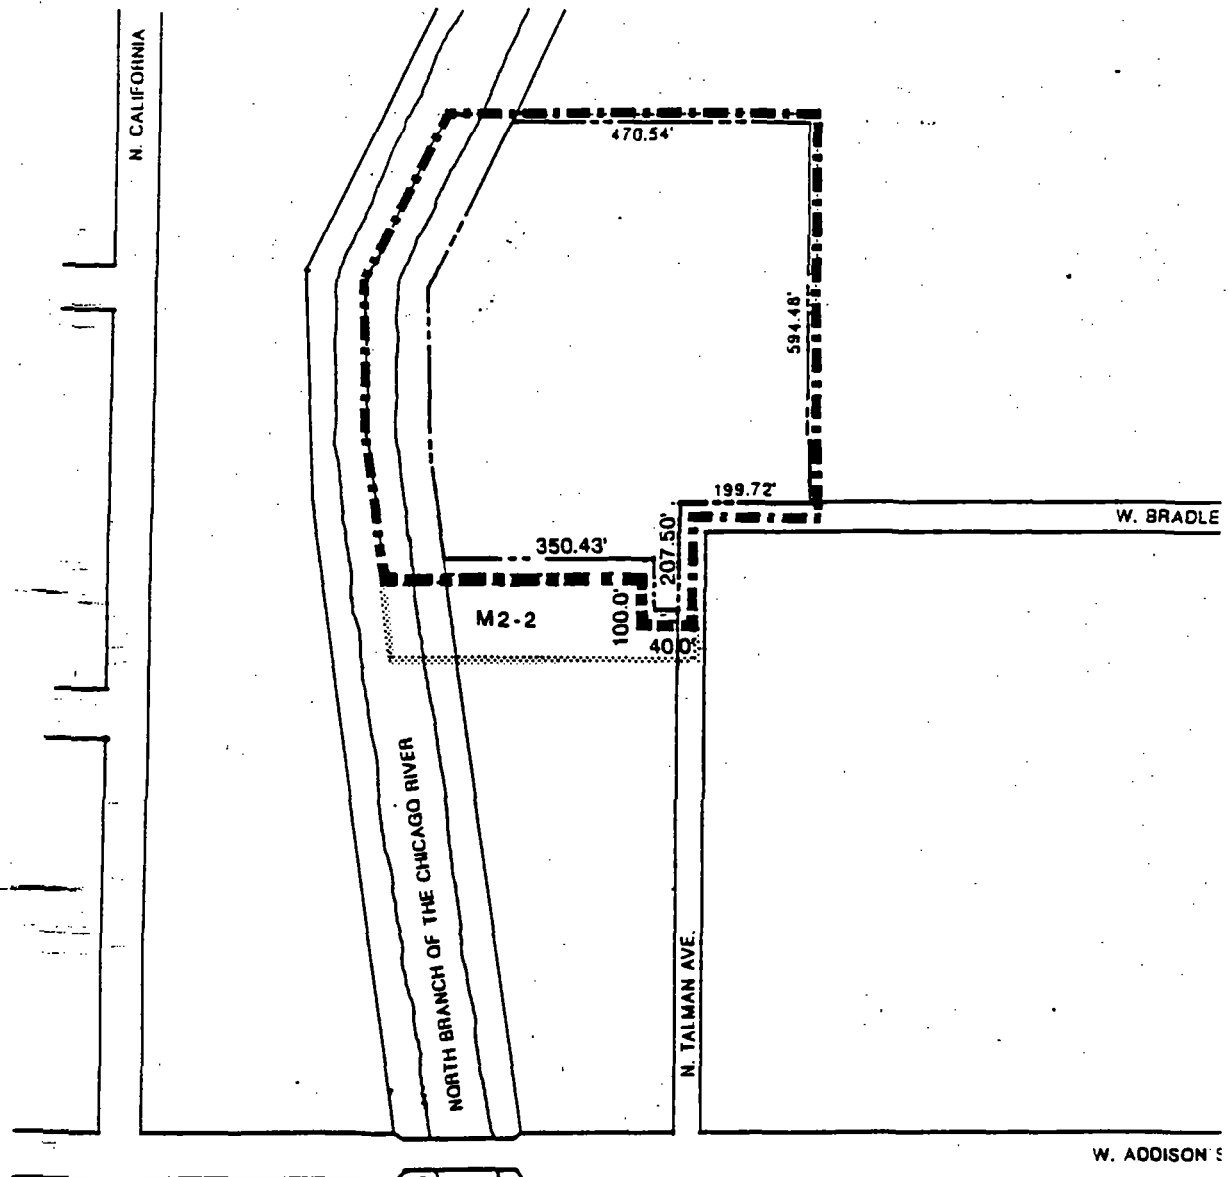 N. CALIFORNIA
470.54'
594.48'
199.72'
W. BRADLE
207.50'
350.43'
M2-2
100.0'
40.0'
NORTH BRANCH OF THE CHICAGO RIVER
N. TALMAN AVE.
W. ADDISON S